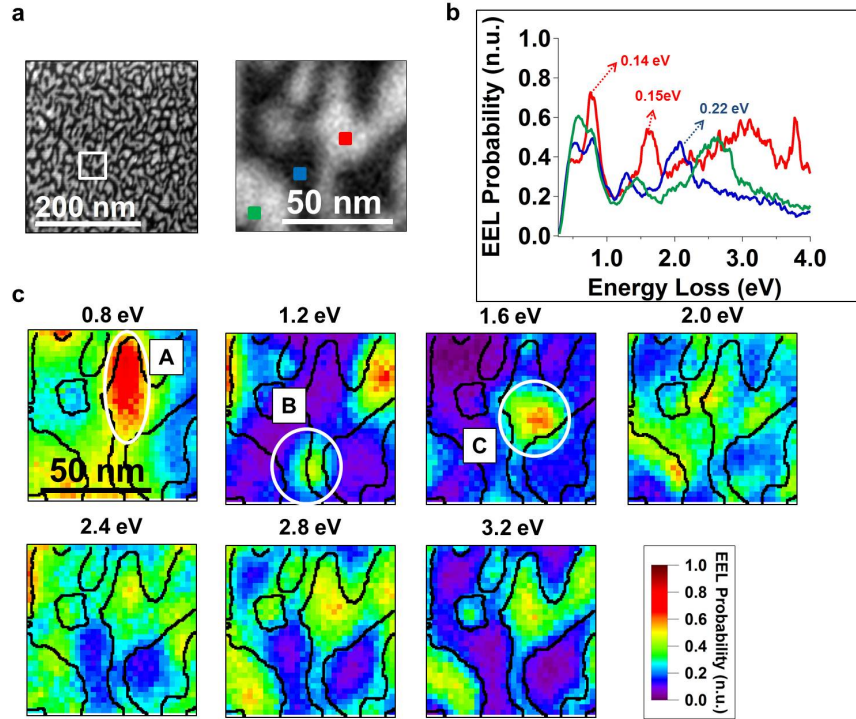 a
200 nm
50 nm
b
EEL Probability (n.u.)
1.0
0.8
0.6
0.4
0.2
0.0
0.14 eV
0.15eV
0.22 eV
1.0 2.0 3.0 4.0
Energy Loss (eV)
c
0.8 eV
A
50 nm
1.2 eV
B
1.6 eV
C
2.0 eV
2.4 eV
2.8 eV
3.2 eV
1.0
0.8
0.6
0.4
0.2
0.0
EEL Probability (n.u.)